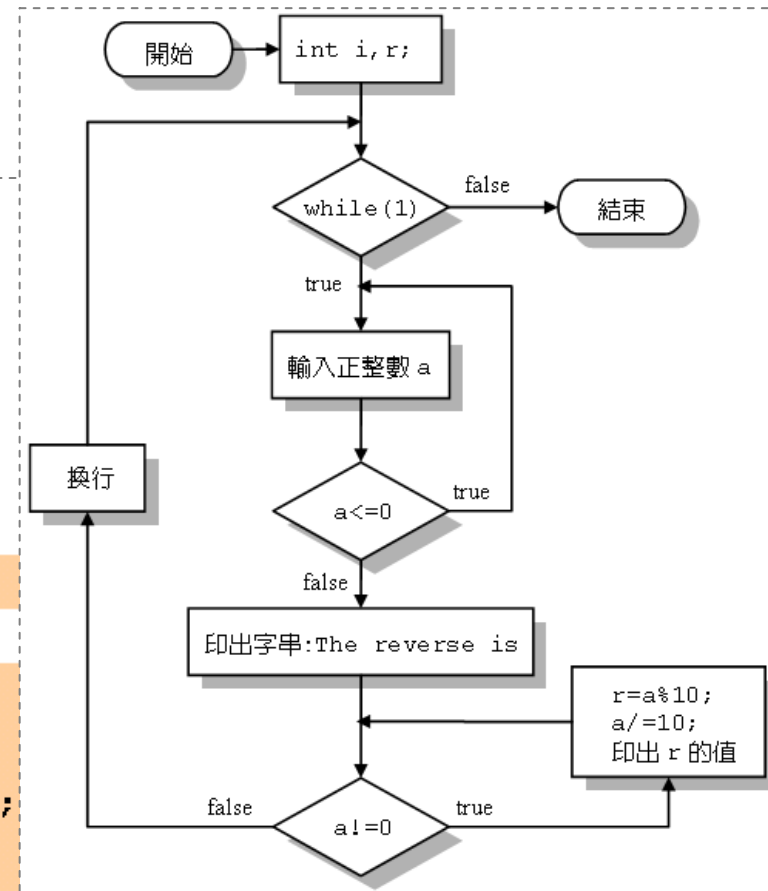 開始
int i,r;
while(1)
false
結束
true
輸入正整數 a
換行
a<=0
true
false
印出字串:The reverse is
r=a%10;
a/=10;
印出 r 的值
;
false
true
a!=0